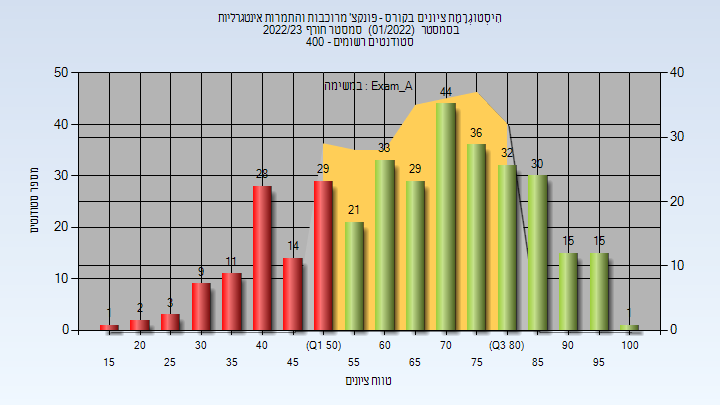 הִיסְטוֹגְרָמַת ציונים בקורס - פונקצ' מרוכבות והתמרות אינטגרליות
בסמסטר (01/2022) סמסטר חורף 2022/23
סטודנטים רשומים - 400
במשימה : Exam_A
50 40 30 20 10 0
מספר סטודנטים
40 30 20 10 0
1 2 3 9 11 28 14 29 21 33 29 44 36 32 30 15 15 1
20 30 40 (Q1 50) 60 70 (Q3 80) 90 100
15 25 35 45 55 65 75 85 95
טווח ציונים